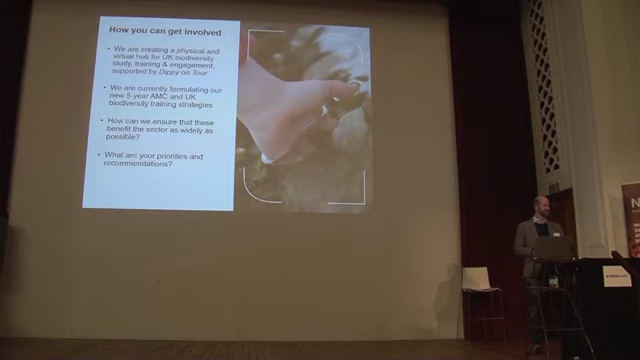 How you can get involved
• We are creating a physical and
virtual hub for UK biodiversity
study, training & engagement,
supported by Dippy on Tour
• We are currently formulating our
new 5-year AMC and UK
biodiversity training strategies
• How can we ensure that these
benefit the sector as widely as
possible?
• What are your priorities and
recommendations?